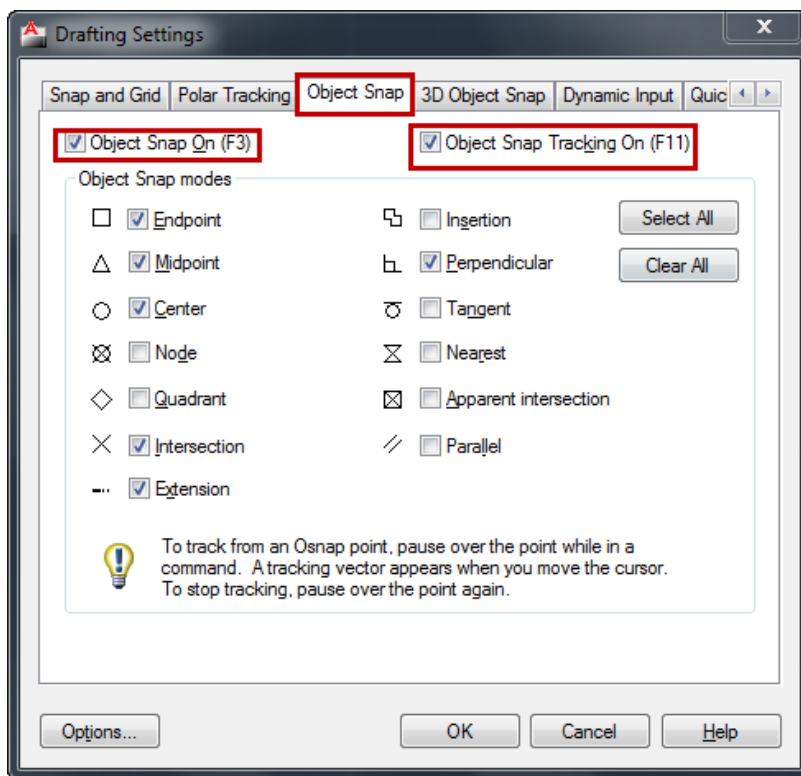 Drafting Settings
X
Snap and Grid Polar Tracking Object Snap 3D Object Snap Dynamic Input Quic
Object Snap On (F3) Object Snap Tracking On (F11)
Object Snap modes
Endpoint Insertion Select All
Midpoint Perpendicular Clear All
Center Tangent
Node Nearest
Quadrant Apparent intersection
Intersection Parallel
Extension
To track from an Osnap point, pause over the point while in a
command. A tracking vector appears when you move the cursor.
To stop tracking, pause over the point again.
Options... OK Cancel Help